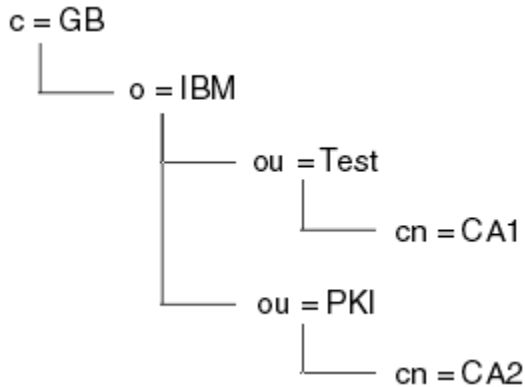 c = GB
o = IBM
ou = Test
cn = CA1
ou = PKI
cn = CA2